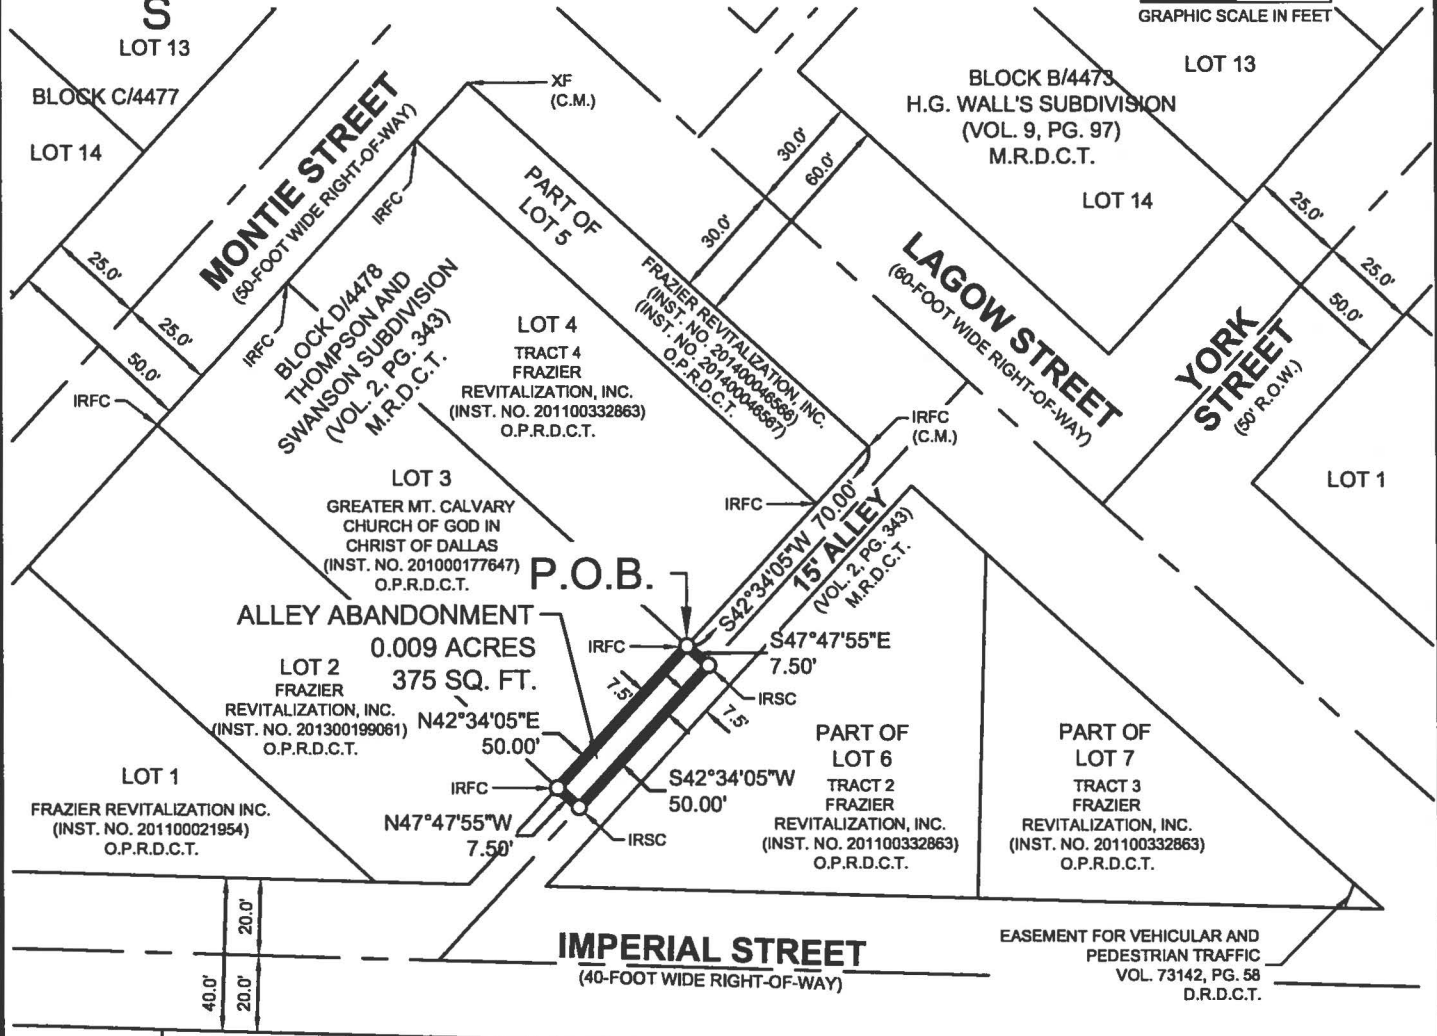 S
LOT 13
BLOCK C/4477
LOT 14
GRAPHIC SCALE IN FEET
XF
(C.M.)
BLOCK B/4473
H.G. WALL'S SUBDIVISION
(VOL. 9, PG. 97)
M.R.D.C.T.
LOT 13
LOT 14
MONTIE STREET
(50-FOOT WIDE RIGHT-OF-WAY)
IRFC
IRFC
IRFC
25.0'
25.0'
50.0'
PART OF
LOT 5
30.0'
60.0'
30.0'
25.0'
25.0'
50.0'
FRAZIER REVITALIZATION, INC.
(INST. NO. 201400046566)
(INST. NO. 201400046567)
O.P.R.D.C.T.
LAGOW STREET
(60-FOOT WIDE RIGHT-OF-WAY)
YORK
STREET
(50' R.O.W.)
BLOCK D/4478
THOMPSON AND
SWANSON SUBDIVISION
(VOL. 2, PG. 343)
M.R.D.C.T.
LOT 4
TRACT 4
FRAZIER
REVITALIZATION, INC.
(INST. NO. 201100332863)
O.P.R.D.C.T.
IRFC
(C.M.)
LOT 1
LOT 3
GREATER MT. CALVARY
CHURCH OF GOD IN
CHRIST OF DALLAS
(INST. NO. 201000177647)
O.P.R.D.C.T.
IRFC
S42°34'05"W 70.00'
15' ALLEY
(VOL. 2, PG. 343)
M.R.D.C.T.
P.O.B.
ALLEY ABANDONMENT
0.009 ACRES
375 SQ. FT.
IRFC
S47°47'55"E
7.50'
IRSC
7.5'
7.5'
LOT 2
FRAZIER
REVITALIZATION, INC.
(INST. NO. 201300199061)
O.P.R.D.C.T.
N42°34'05"E
50.00'
S42°34'05"W
50.00'
IRFC
N47°47'55"W
7.50'
IRSC
LOT 1
FRAZIER REVITALIZATION INC.
(INST. NO. 201100021954)
O.P.R.D.C.T.
PART OF
LOT 6
TRACT 2
FRAZIER
REVITALIZATION, INC.
(INST. NO. 201100332863)
O.P.R.D.C.T.
PART OF
LOT 7
TRACT 3
FRAZIER
REVITALIZATION, INC.
(INST. NO. 201100332863)
O.P.R.D.C.T.
20.0'
40.0'
20.0'
IMPERIAL STREET
(40-FOOT WIDE RIGHT-OF-WAY)
EASEMENT FOR VEHICULAR AND
PEDESTRIAN TRAFFIC
VOL. 73142, PG. 58
D.R.D.C.T.